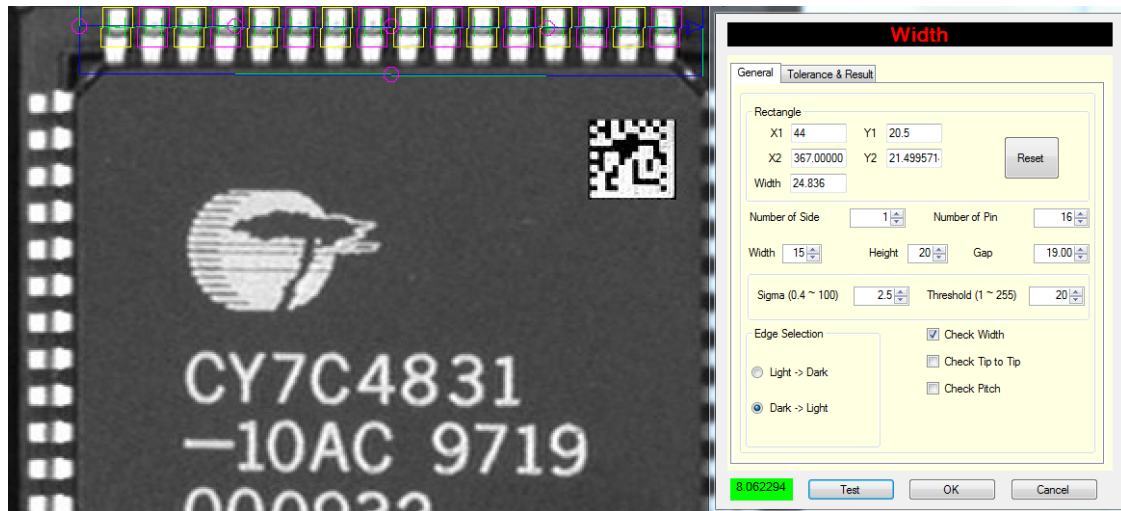 Width
General Tolerance & Result
Rectangle
X1 44 Y1 20.5
X2 367.00000 Y2 21.499571
Reset
Width 24.836
Number of Side 1 Number of Pin 16
Width 15 Height 20 Gap 19.00
Sigma (0.4 ~ 100) 2.5 Threshold (1 ~ 255) 20
Edge Selection
Light -> Dark
Dark -> Light
Check Width
Check Tip to Tip
Check Pitch
8.062294 Test OK Cancel
CY7C4831
-10AC 9719